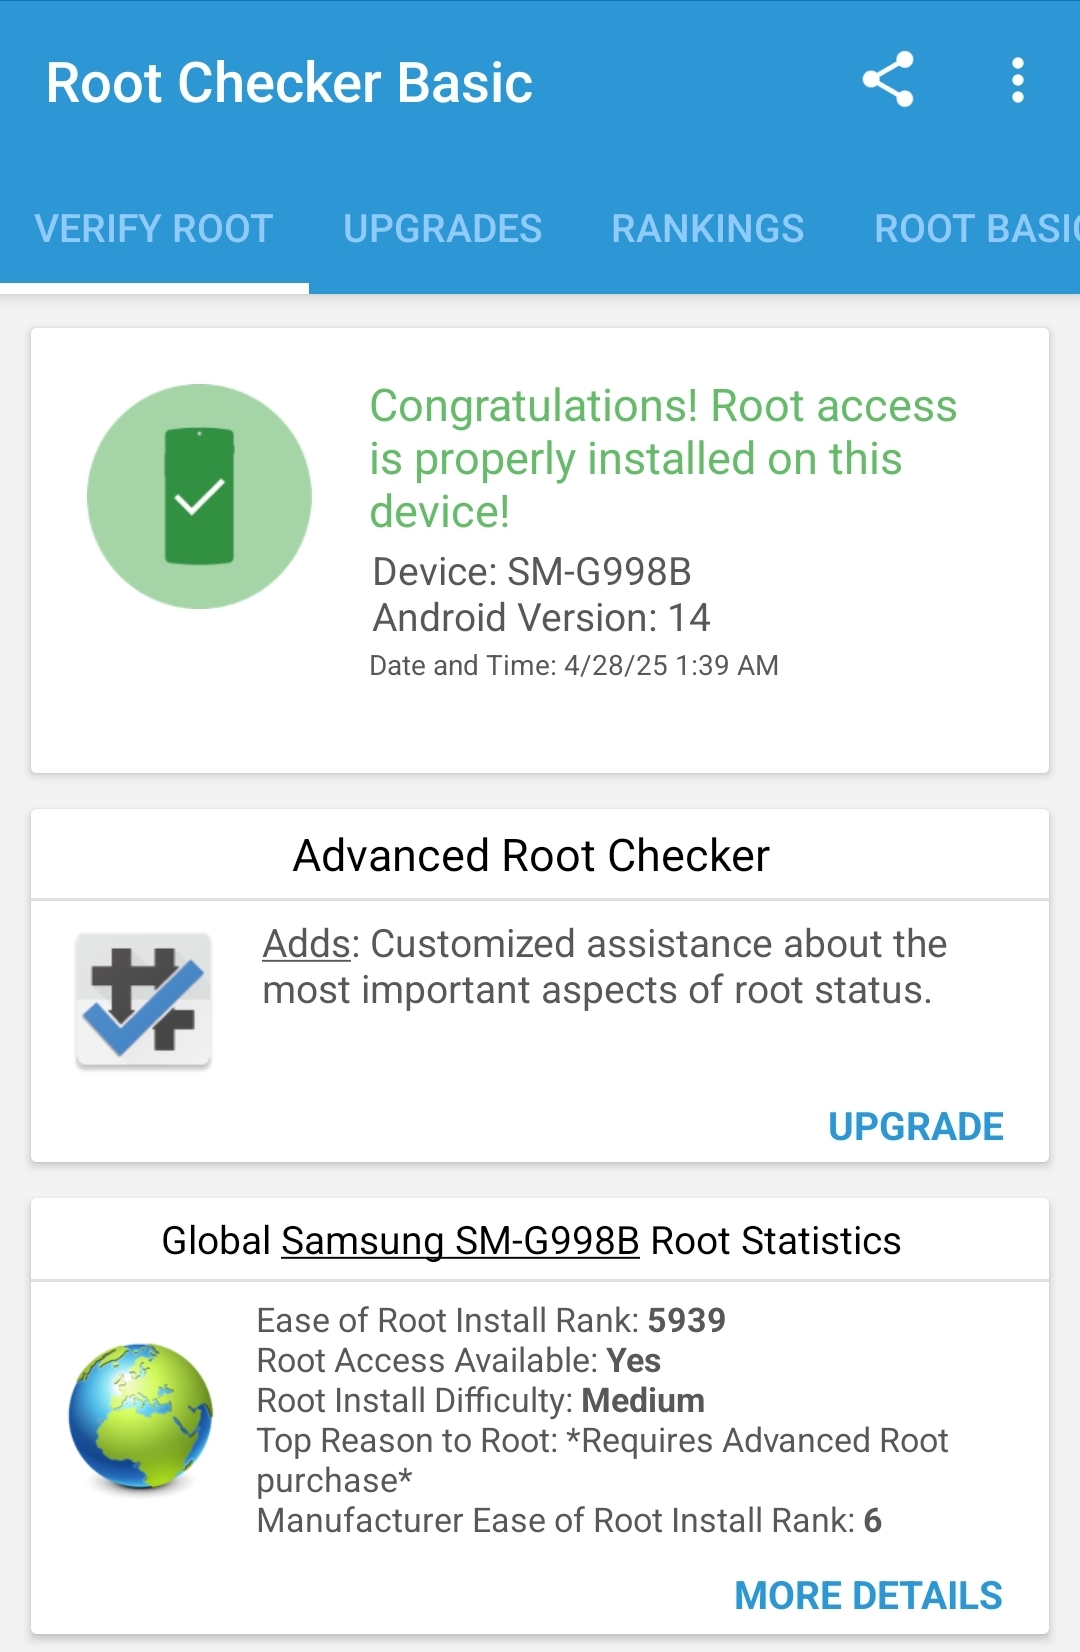 Root Checker Basic
VERIFY ROOT UPGRADES RANKINGS ROOT BASIC
Congratulations! Root access
is properly installed on this
device!
Device: SM-G998B
Android Version: 14
Date and Time: 4/28/25 1:39 AM
Advanced Root Checker
Adds: Customized assistance about the
most important aspects of root status.
UPGRADE
Global Samsung SM-G998B Root Statistics
Ease of Root Install Rank: 5939
Root Access Available: Yes
Root Install Difficulty: Medium
Top Reason to Root: *Requires Advanced Root
purchase*
Manufacturer Ease of Root Install Rank: 6
MORE DETAILS